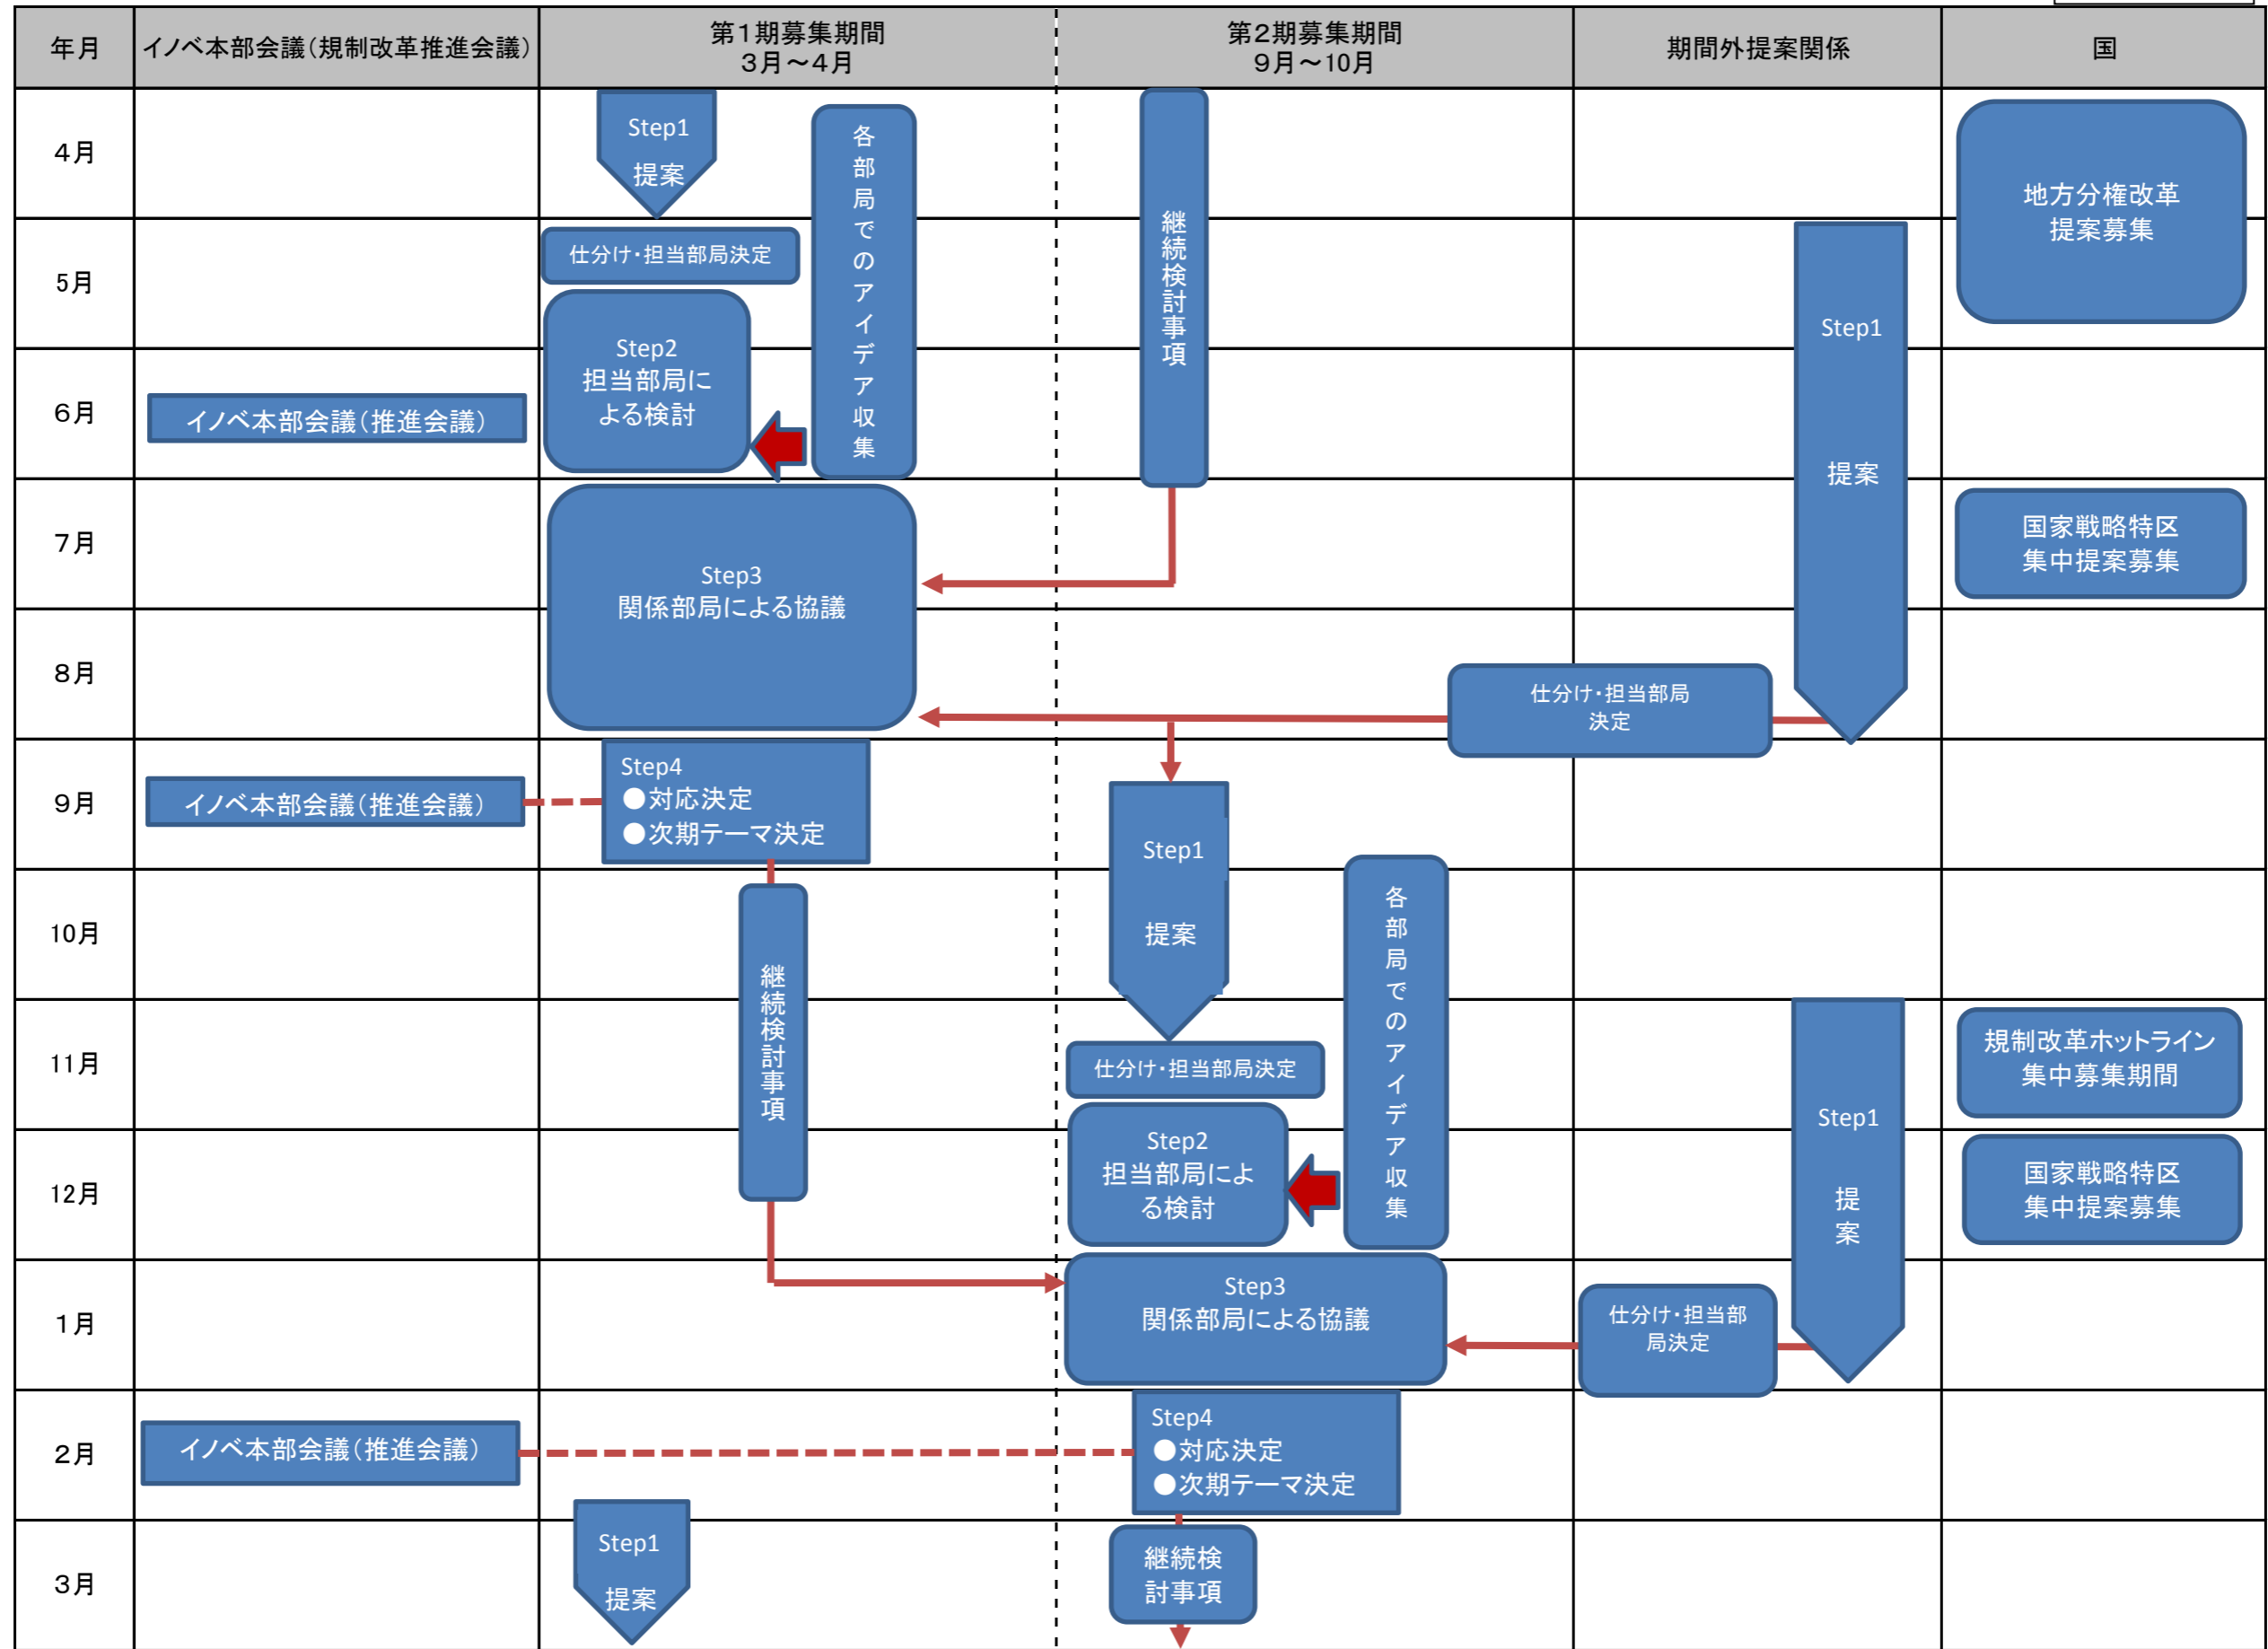 年月
イノベ本部会議(規制改革推進会議)
第1期募集期間
3月～4月
第2期募集期間
9月～10月
期間外提案関係
国
4月
Step1
提案
各部局でのアイデア収集
継続検討事項
地方分権改革
提案募集
5月
仕分け・担当部局決定
Step1
提案
Step2
担当部局に
よる検討
6月
イノベ本部会議(推進会議)
7月
Step3
関係部局による協議
国家戦略特区
集中提案募集
8月
仕分け・担当部局
決定
9月
イノベ本部会議(推進会議)
Step4
●対応決定
●次期テーマ決定
Step1
提案
各部局でのアイデア収集
10月
継続検討事項
11月
仕分け・担当部局決定
Step1
提案
規制改革ホットライン
集中募集期間
12月
Step2
担当部局によ
る検討
国家戦略特区
集中提案募集
1月
Step3
関係部局による協議
仕分け・担当部
局決定
2月
イノベ本部会議(推進会議)
Step4
●対応決定
●次期テーマ決定
3月
Step1
提案
継続検
討事項